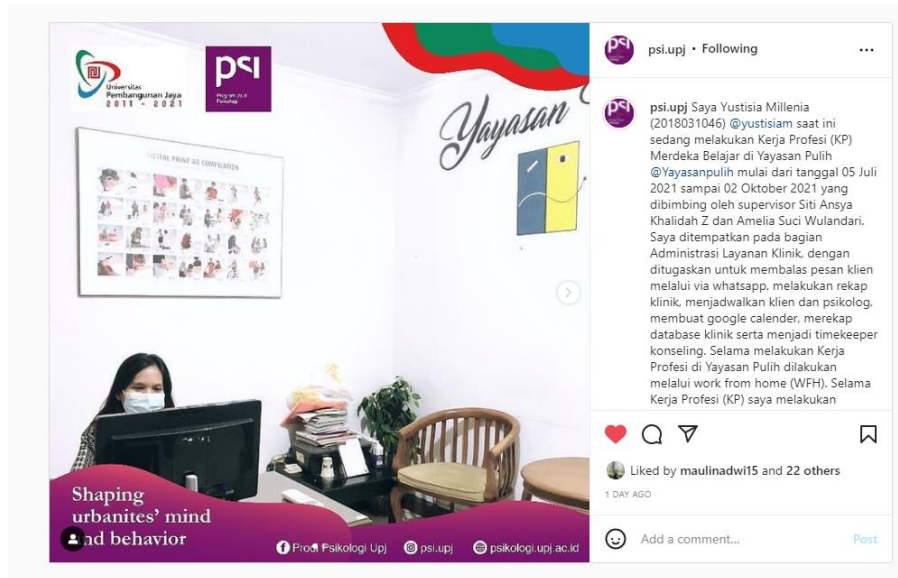 Universitas
Pembangunan Jaya
2011 - 2021
psi
Program Studi
Psikologi
Yayasan
DIGITAL PRINT AD COMPILATION
Shaping
urbanites' mind
and behavior
Prodi Psikologi Upj
psi.upj
psikologi.upj.ac.id
psi.upj • Following
psi.upj Saya Yustisia Millenia
(2018031046) @yustisiam saat ini
sedang melakukan Kerja Profesi (KP)
Merdeka Belajar di Yayasan Pulih
@Yayasanpulih mulai dari tanggal 05 Juli
2021 sampai 02 Oktober 2021 yang
dibimbing oleh supervisor Siti Ansya
Khalidah Z dan Amelia Suci Wulandari.
Saya ditempatkan pada bagian
Administrasi Layanan Klinik, dengan
ditugaskan untuk membalas pesan klien
melalui via whatsapp, melakukan rekap
klinik, menjadwalkan klien dan psikolog,
membuat google calender, merekap
database klinik serta menjadi timekeeper
konseling. Selama melakukan Kerja
Profesi di Yayasan Pulih dilakukan
melalui work from home (WFH). Selama
Kerja Profesi (KP) saya melakukan
Liked by maulinadwi15 and 22 others
1 DAY AGO
Add a comment...
Post